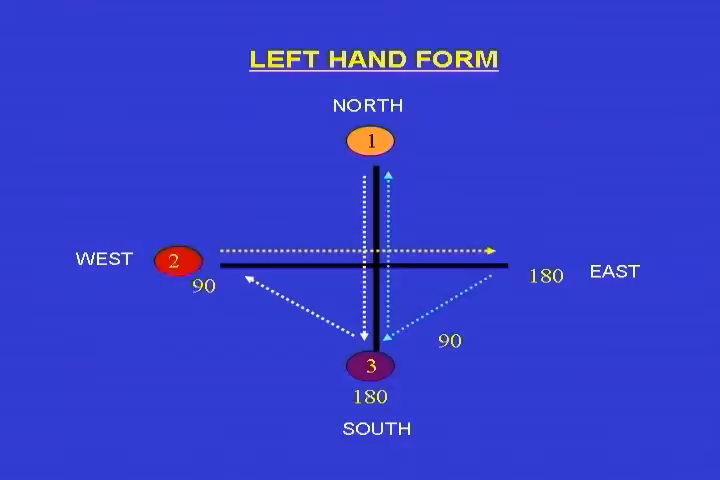 LEFT HAND FORM
NORTH
1
WEST
2
90
180
EAST
90
3
180
SOUTH